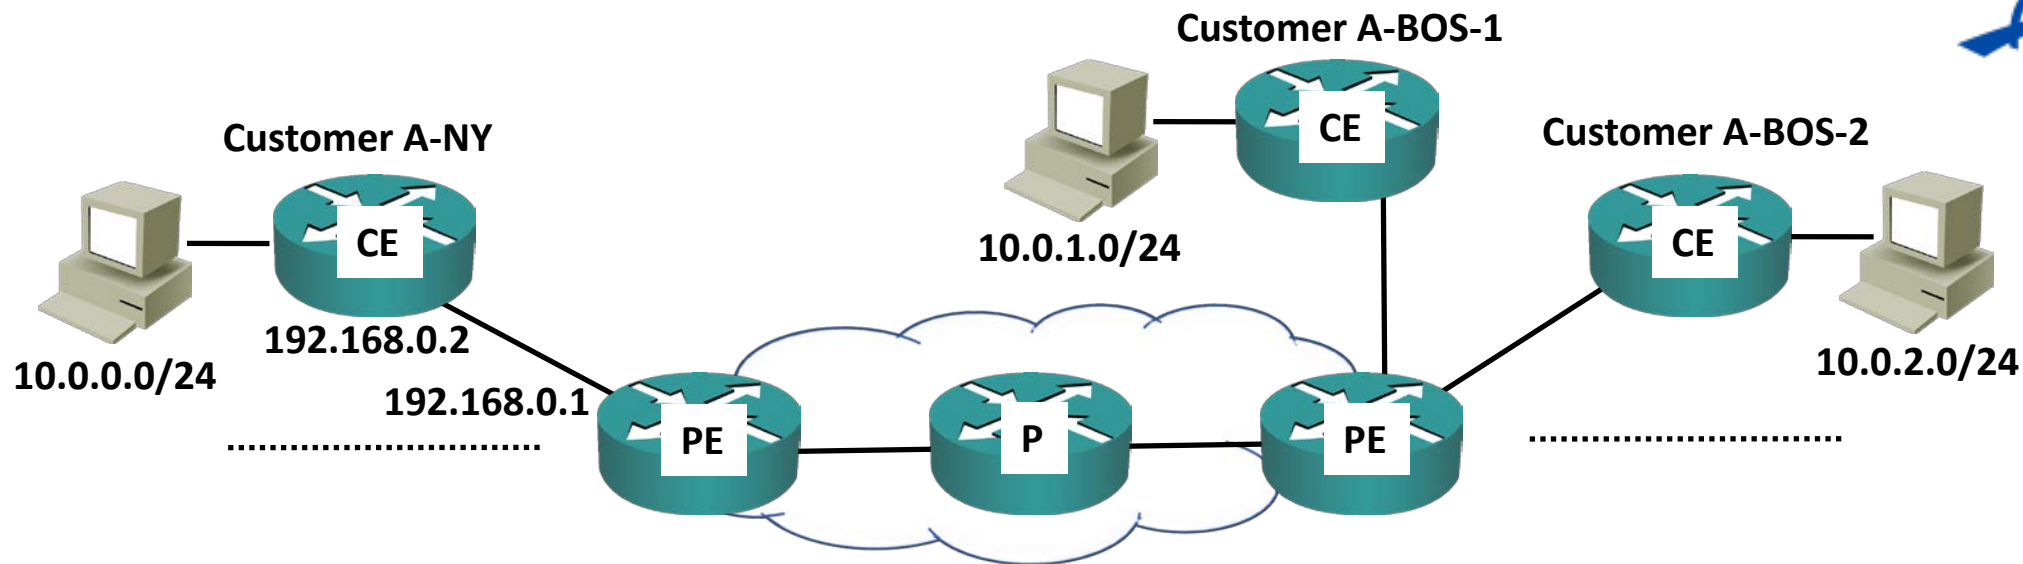 Customer A-BOS-1
Customer A-NY
CE
Customer A-BOS-2
CE
CE
10.0.1.0/24
192.168.0.2
10.0.0.0/24
10.0.2.0/24
192.168.0.1
PE
P
PE